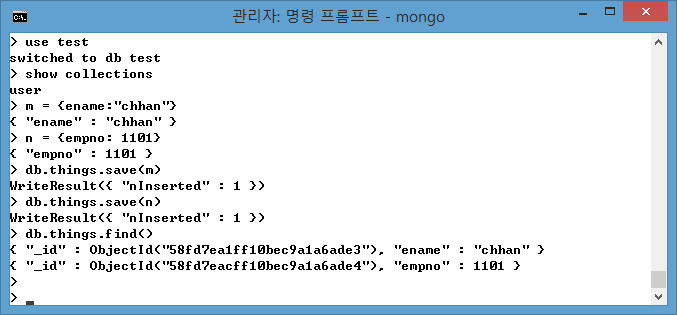 관리자: 명령 프롬프트 - mongo
> use test
switched to db test
> show collections
user
> m = {ename:"chhan"}
{ "ename" : "chhan" }
> n = {empno: 1101}
{ "empno" : 1101 }
> db.things.save(m)
WriteResult({ "nInserted" : 1 })
> db.things.save(n)
WriteResult({ "nInserted" : 1 })
> db.things.find()
{ "_id" : ObjectId("58fd7ea1ff10bec9a1a6ade3"), "ename" : "chhan" }
{ "_id" : ObjectId("58fd7eacff10bec9a1a6ade4"), "empno" : 1101 }
>
> _